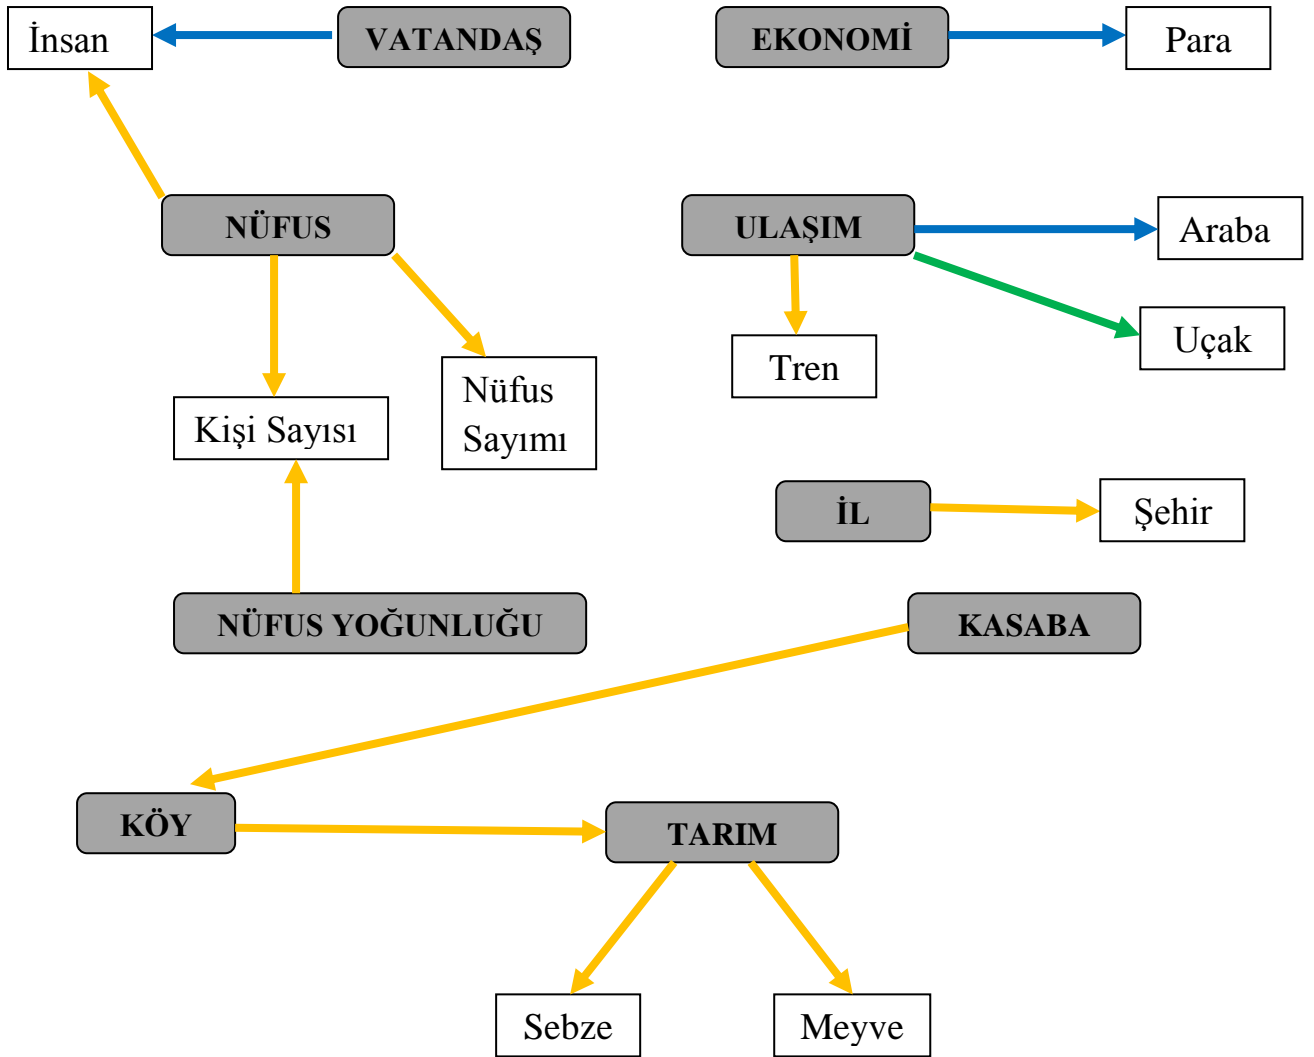 İnsan
VATANDAŞ
EKONOMİ
Para
NÜFUS
ULAŞIM
Araba
Uçak
Tren
Nüfus
Sayımı
Kişi Sayısı
İL
Şehir
NÜFUS YOĞUNLUĞU
KASABA
KÖY
TARIM
Sebze
Meyve